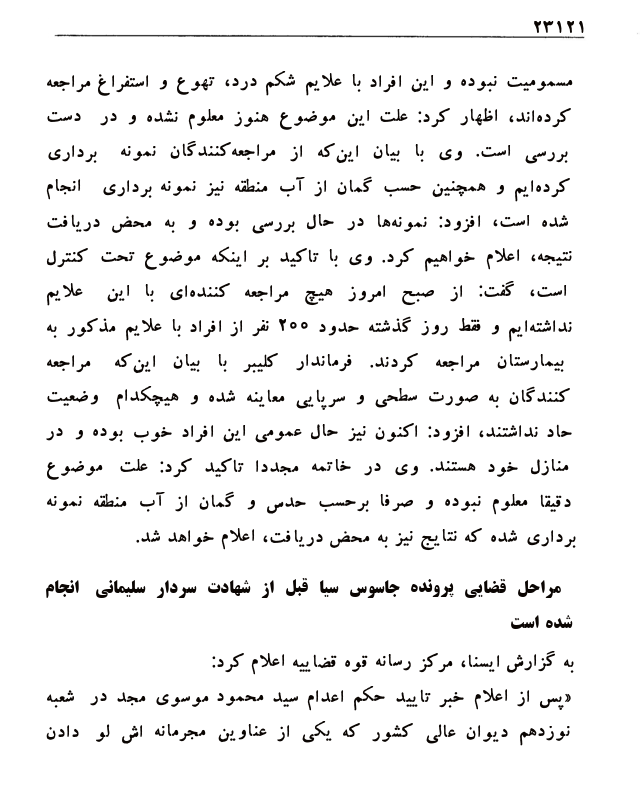 ۲۳۱۲۱
مسمومیت نبوده و این افراد با علایم شکم درد، تهوع و استفراغ مراجعه
کرده‌اند، اظهار کرد: علت این موضوع هنوز معلوم نشده و در دست
بررسی است. وی با بیان این‌که از مراجعه‌کنندگان نمونه برداری
کرده‌ایم و همچنین حسب گمان از آب منطقه نیز نمونه برداری انجام
شده است، افزود: نمونه‌ها در حال بررسی بوده و به محض دریافت
نتیجه، اعلام خواهیم کرد. وی با تاکید بر اینکه موضوع تحت کنترل
است، گفت: از صبح امروز هیچ مراجعه کننده‌ای با این علایم
نداشته‌ایم و فقط روز گذشته حدود ۲۰۰ نفر از افراد با علایم مذکور به
بیمارستان مراجعه کردند. فرماندار کلیبر با بیان این‌که مراجعه
کنندگان به صورت سطحی و سرپایی معاینه شده و هیچکدام وضعیت
حاد نداشتند، افزود: اکنون نیز حال عمومی این افراد خوب بوده و در
منازل خود هستند. وی در خاتمه مجددا تاکید کرد: علت موضوع
دقیقا معلوم نبوده و صرفا برحسب حدس و گمان از آب منطقه نمونه
برداری شده که نتایج نیز به محض دریافت، اعلام خواهد شد.
مراحل قضایی پرونده جاسوس سیا قبل از شهادت سردار سلیمانی انجام
شده است
به گزارش ایسنا، مرکز رسانه قوه قضاییه اعلام کرد:
«پس از اعلام خبر تایید حکم اعدام سید محمود موسوی مجد در شعبه
نوزدهم دیوان عالی کشور که یکی از عناوین مجرمانه اش لو دادن